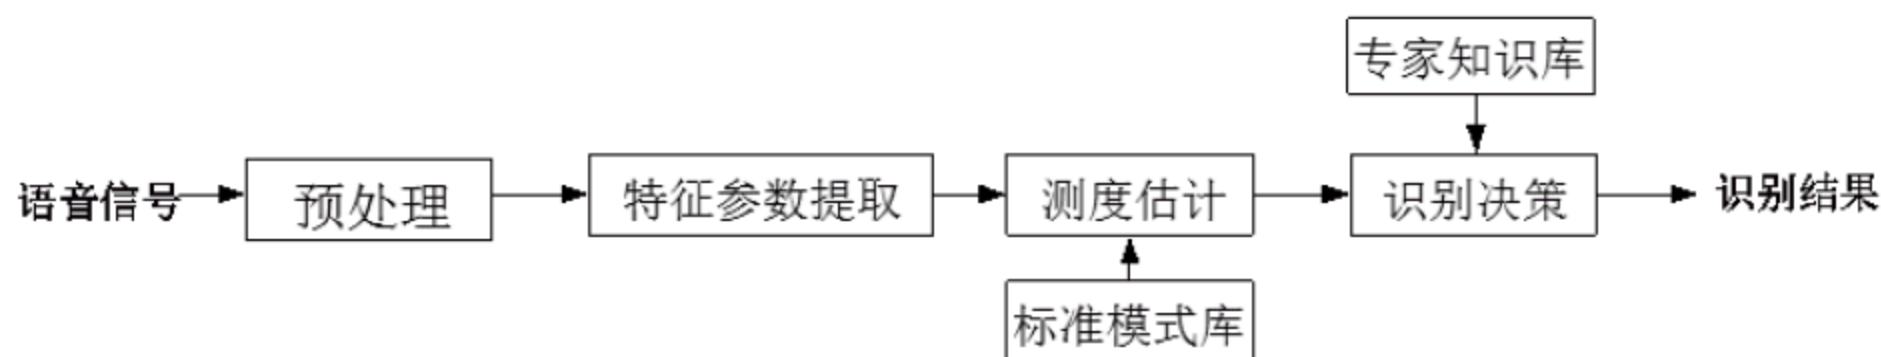 专家知识库
语音信号
预处理
特征参数提取
测度估计
识别决策
识别结果
标准模式库